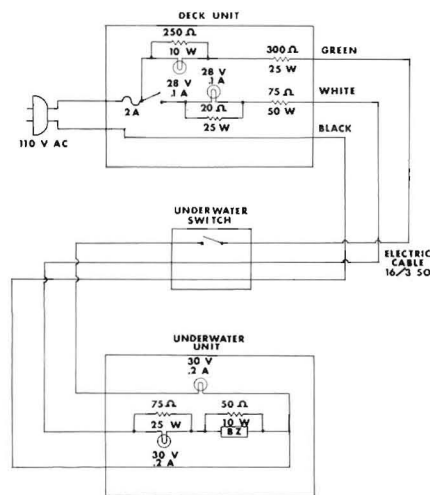 DECK UNIT
250 Ω
10 W
300 Ω
25 W
GREEN
28 V
.1 A
28 V
.1 A
20 Ω
25 W
75 Ω
50 W
WHITE
2 A
BLACK
110 V AC
UNDERWATER
SWITCH
ELECTRIC
CABLE
16/3 SO
UNDERWATER
UNIT
30 V
.2 A
75 Ω
25 W
50 Ω
10 W
BZ
30 V
.2 A